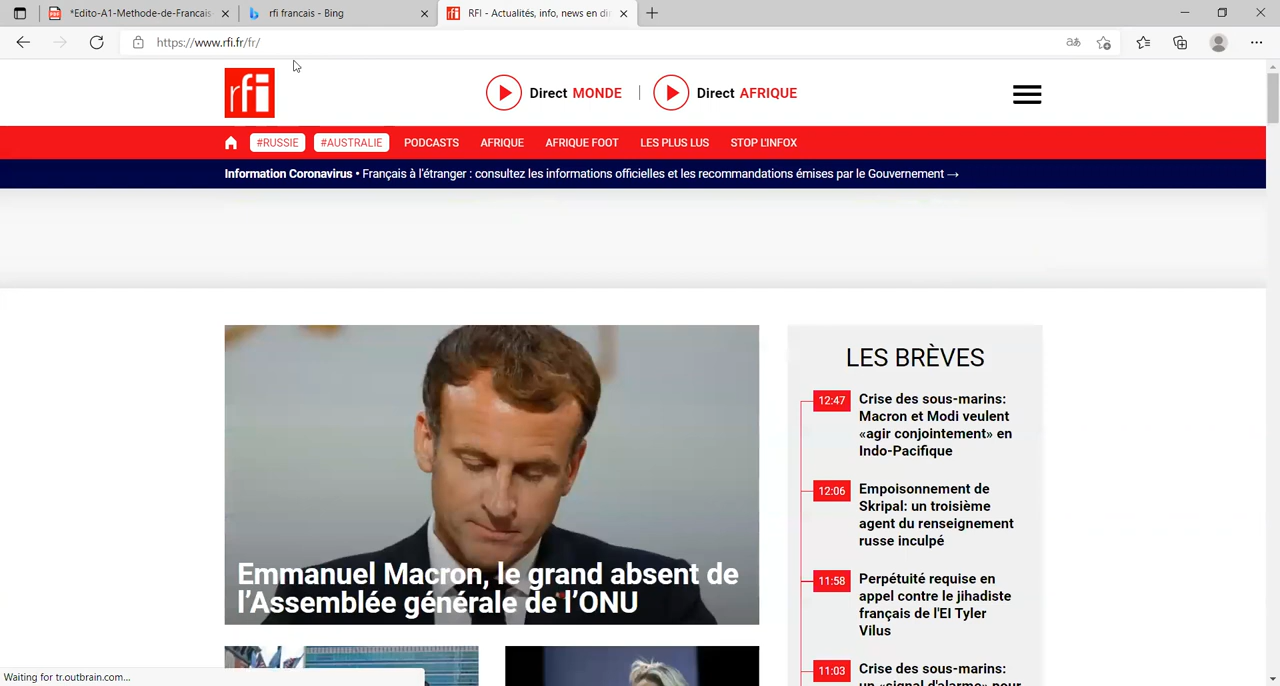 *Edito-A1-Methode-de-Francais
rfi francais - Bing
RFI - Actualités, info, news en dir
https://www.rfi.fr/fr/
rfi
Direct MONDE
Direct AFRIQUE
#RUSSIE
#AUSTRALIE
PODCASTS
AFRIQUE
AFRIQUE FOOT
LES PLUS LUS
STOP L'INFOX
Information Coronavirus • Français à l'étranger : consultez les informations officielles et les recommandations émises par le Gouvernement →
Emmanuel Macron, le grand absent de
l'Assemblée générale de l'ONU
LES BRÈVES
12:47
Crise des sous-marins:
Macron et Modi veulent
«agir conjointement» en
Indo-Pacifique
12:06
Empoisonnement de
Skripal: un troisième
agent du renseignement
russe inculpé
11:58
Perpétuité requise en
appel contre le jihadiste
français de l'EI Tyler
Vilus
11:03
Crise des sous-marins:
un «signal d'alarme» pour
Waiting for tr.outbrain.com...